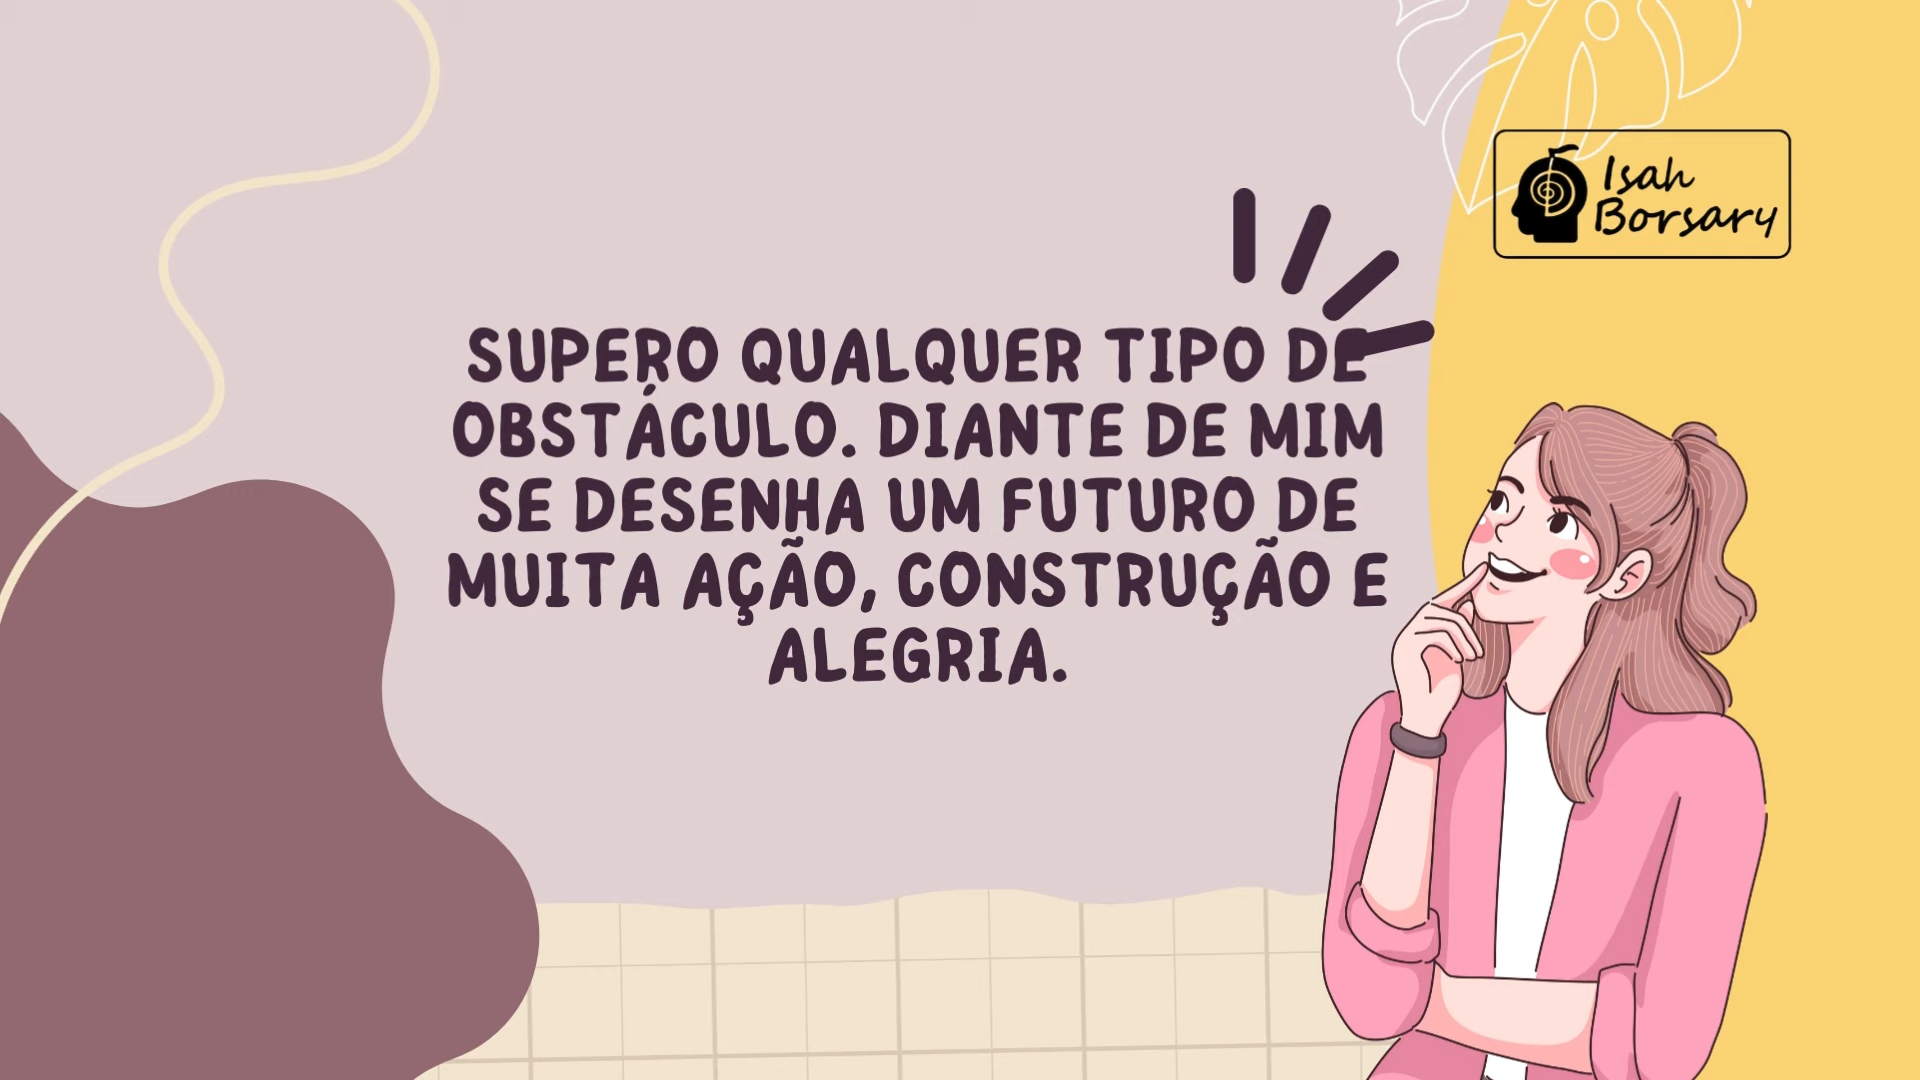 Isah
Borsary
SUPERO QUALQUER TIPO DE
OBSTÁCULO. DIANTE DE MIM
SE DESENHA UM FUTURO DE
MUITA AÇÃO, CONSTRUÇÃO E
ALEGRIA.